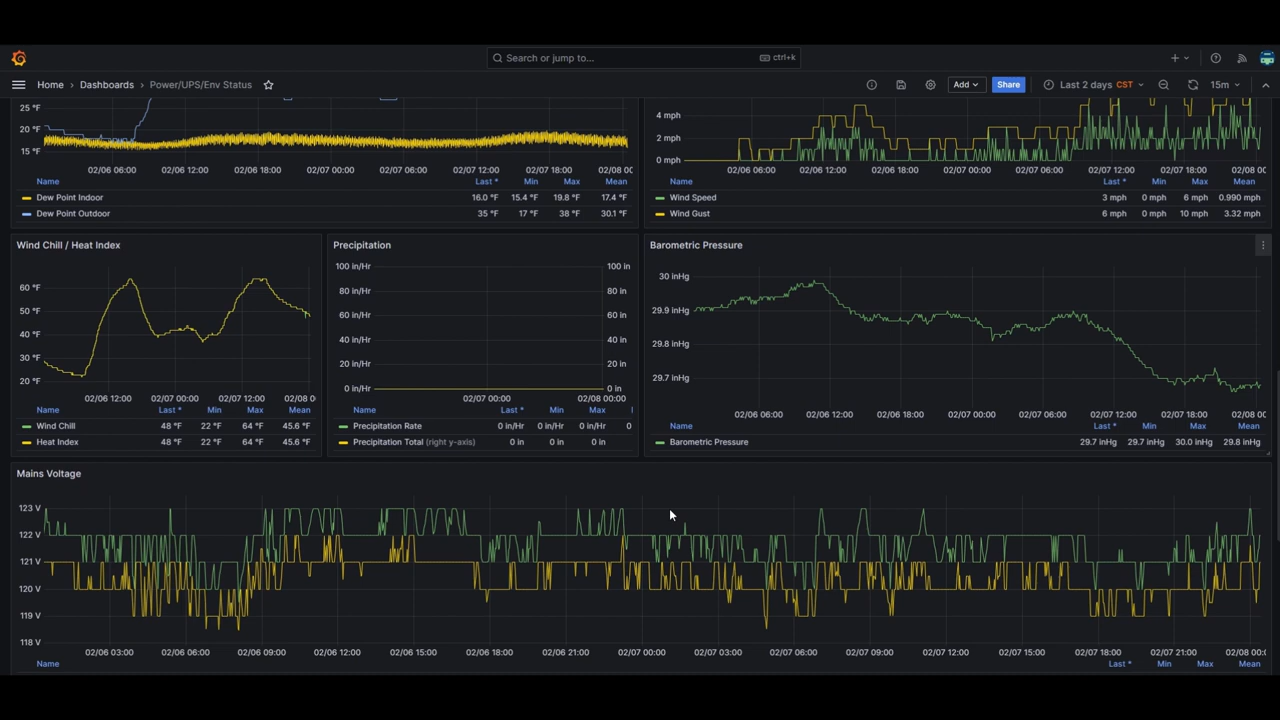 Search or jump to... ctrl+k
Home › Dashboards › Power/UPS/Env Status Add Share Last 2 days CST 15m
25 °F
20 °F
15 °F
02/06 06:00 02/06 12:00 02/06 18:00 02/07 00:00 02/07 06:00 02/07 12:00 02/07 18:00 02/08 0
Name Last * Min Max Mean
Dew Point Indoor 16.0 °F 15.4 °F 19.8 °F 17.4 °F
Dew Point Outdoor 35 °F 17 °F 38 °F 30.1 °F
4 mph
2 mph
0 mph
02/06 06:00 02/06 12:00 02/06 18:00 02/07 00:00 02/07 06:00 02/07 12:00 02/07 18:00 02/08 0
Name Last * Min Max Mean
Wind Speed 3 mph 0 mph 6 mph 0.990 mph
Wind Gust 6 mph 0 mph 10 mph 3.32 mph
Wind Chill / Heat Index
60 °F
50 °F
40 °F
30 °F
20 °F
02/06 12:00 02/07 00:00 02/07 12:00 02/08 0
Name Last * Min Max Mean
Wind Chill 48 °F 22 °F 64 °F 45.6 °F
Heat Index 48 °F 22 °F 64 °F 45.6 °F
Precipitation
100 in/Hr 100 in
80 in/Hr 80 in
60 in/Hr 60 in
40 in/Hr 40 in
20 in/Hr 20 in
0 in/Hr 0 in
02/07 00:00 02/08 00:00
Name Last * Min Max
Precipitation Rate 0 in/Hr 0 in/Hr 0 in/Hr 0
Precipitation Total (right y-axis) 0 in 0 in 0 in
Barometric Pressure
30 inHg
29.9 inHg
29.8 inHg
29.7 inHg
02/06 06:00 02/06 12:00 02/06 18:00 02/07 00:00 02/07 06:00 02/07 12:00 02/07 18:00 02/08 0
Name Last * Min Max Mean
Barometric Pressure 29.7 inHg 29.7 inHg 30.0 inHg 29.8 inHg
Mains Voltage
123 V
122 V
121 V
120 V
119 V
118 V
02/06 03:00 02/06 06:00 02/06 09:00 02/06 12:00 02/06 15:00 02/06 18:00 02/06 21:00 02/07 00:00 02/07 03:00 02/07 06:00 02/07 09:00 02/07 12:00 02/07 15:00 02/07 18:00 02/07 21:00 02/08 00:
Name Last * Min Max Mean